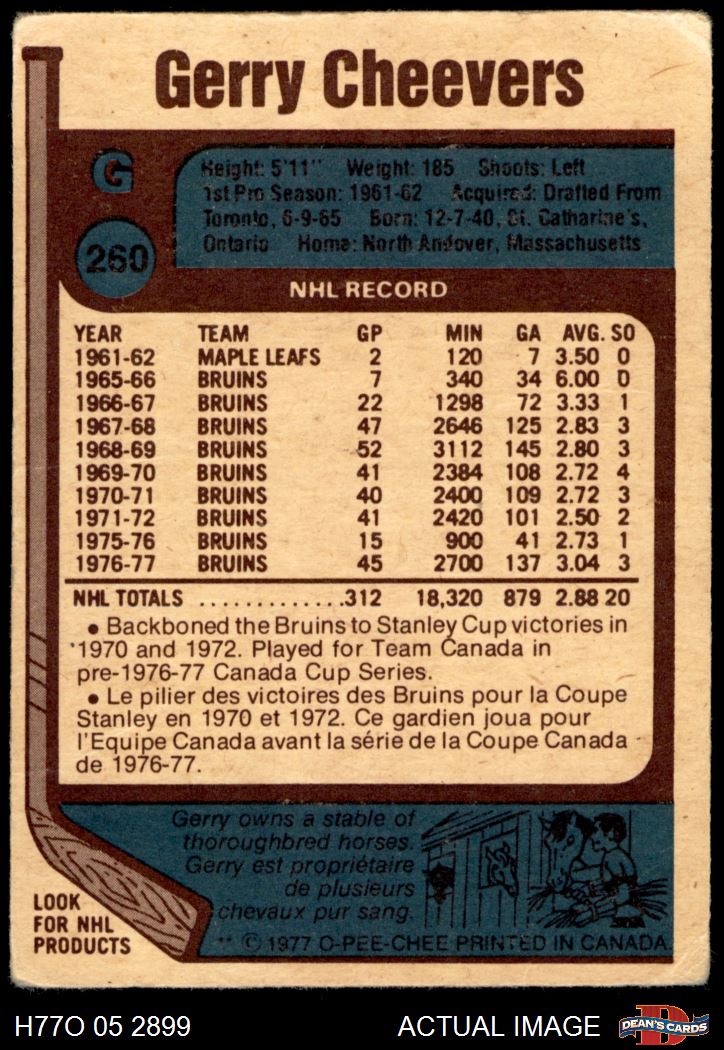 Gerry Cheevers
G
260
Height: 5'11" Weight: 185 Shoots: Left
1st Pro Season: 1961-62 Acquired: Drafted From
Toronto, 6-9-65 Born: 12-7-40, St. Catharine's,
Ontario Home: North Andover, Massachusetts
NHL RECORD
YEAR TEAM GP MIN GA AVG. SO
1961-62 MAPLE LEAFS 2 120 7 3.50 0
1965-66 BRUINS 7 340 34 6.00 0
1966-67 BRUINS 22 1298 72 3.33 1
1967-68 BRUINS 47 2646 125 2.83 3
1968-69 BRUINS 52 3112 145 2.80 3
1969-70 BRUINS 41 2384 108 2.72 4
1970-71 BRUINS 40 2400 109 2.72 3
1971-72 BRUINS 41 2420 101 2.50 2
1975-76 BRUINS 15 900 41 2.73 1
1976-77 BRUINS 45 2700 137 3.04 3
NHL TOTALS ..............312 18,320 879 2.88 20
• Backboned the Bruins to Stanley Cup victories in
1970 and 1972. Played for Team Canada in
pre-1976-77 Canada Cup Series.
• Le pilier des victoires des Bruins pour la Coupe
Stanley en 1970 et 1972. Ce gardien joua pour
l'Equipe Canada avant la série de la Coupe Canada
de 1976-77.
Gerry owns a stable of
thoroughbred horses.
Gerry est propriétaire
de plusieurs
chevaux pur sang.
LOOK
FOR NHL
PRODUCTS
** © 1977 O-PEE-CHEE PRINTED IN CANADA
H77O 05 2899 ACTUAL IMAGE
D
DEAN'S CARDS